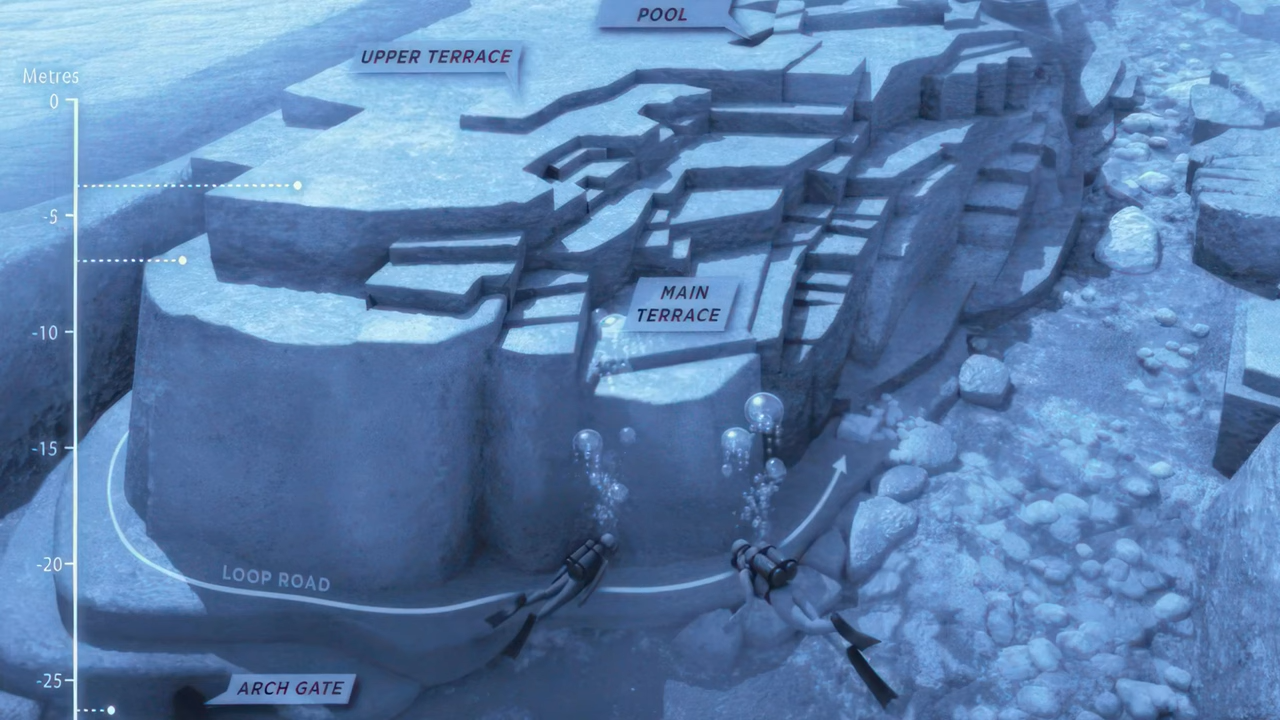 POOL
UPPER TERRACE
Metres
0
-5
-10
MAIN
TERRACE
-15
-20
LOOP ROAD
-25
ARCH GATE